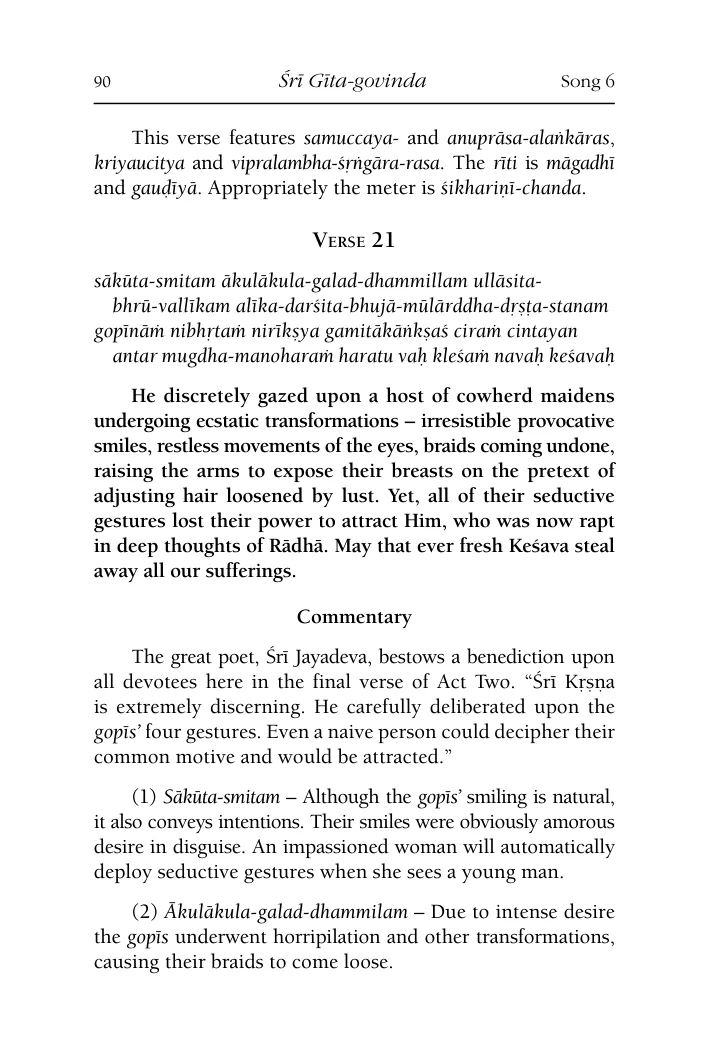 90 Śrī Gīta-govinda Song 6
This verse features samuccaya- and anuprāsa-alaṅkāras,
kriyaucitya and vipralambha-śṛṅgāra-rasa. The rīti is māgadhī
and gauḍīyā. Appropriately the meter is śikhariṇī-chanda.
Verse 21
sākūta-smitam ākulākula-galad-dhammillam ullāsita-
bhrū-vallīkam alīka-darśita-bhujā-mūlārddha-dṛṣṭa-stanam
gopīnāṁ nibhṛtaṁ nirīkṣya gamitākāṅkṣaś ciraṁ cintayan
antar mugdha-manoharaṁ haratu vaḥ kleśaṁ navaḥ keśavaḥ
He discretely gazed upon a host of cowherd maidens
undergoing ecstatic transformations – irresistible provocative
smiles, restless movements of the eyes, braids coming undone,
raising the arms to expose their breasts on the pretext of
adjusting hair loosened by lust. Yet, all of their seductive
gestures lost their power to attract Him, who was now rapt
in deep thoughts of Rādhā. May that ever fresh Keśava steal
away all our sufferings.
Commentary
The great poet, Śrī Jayadeva, bestows a benediction upon
all devotees here in the final verse of Act Two. “Śrī Kṛṣṇa
is extremely discerning. He carefully deliberated upon the
gopīs’ four gestures. Even a naive person could decipher their
common motive and would be attracted.”
(1) Sākūta-smitam – Although the gopīs’ smiling is natural,
it also conveys intentions. Their smiles were obviously amorous
desire in disguise. An impassioned woman will automatically
deploy seductive gestures when she sees a young man.
(2) Ākulākula-galad-dhammilam – Due to intense desire
the gopīs underwent horripilation and other transformations,
causing their braids to come loose.